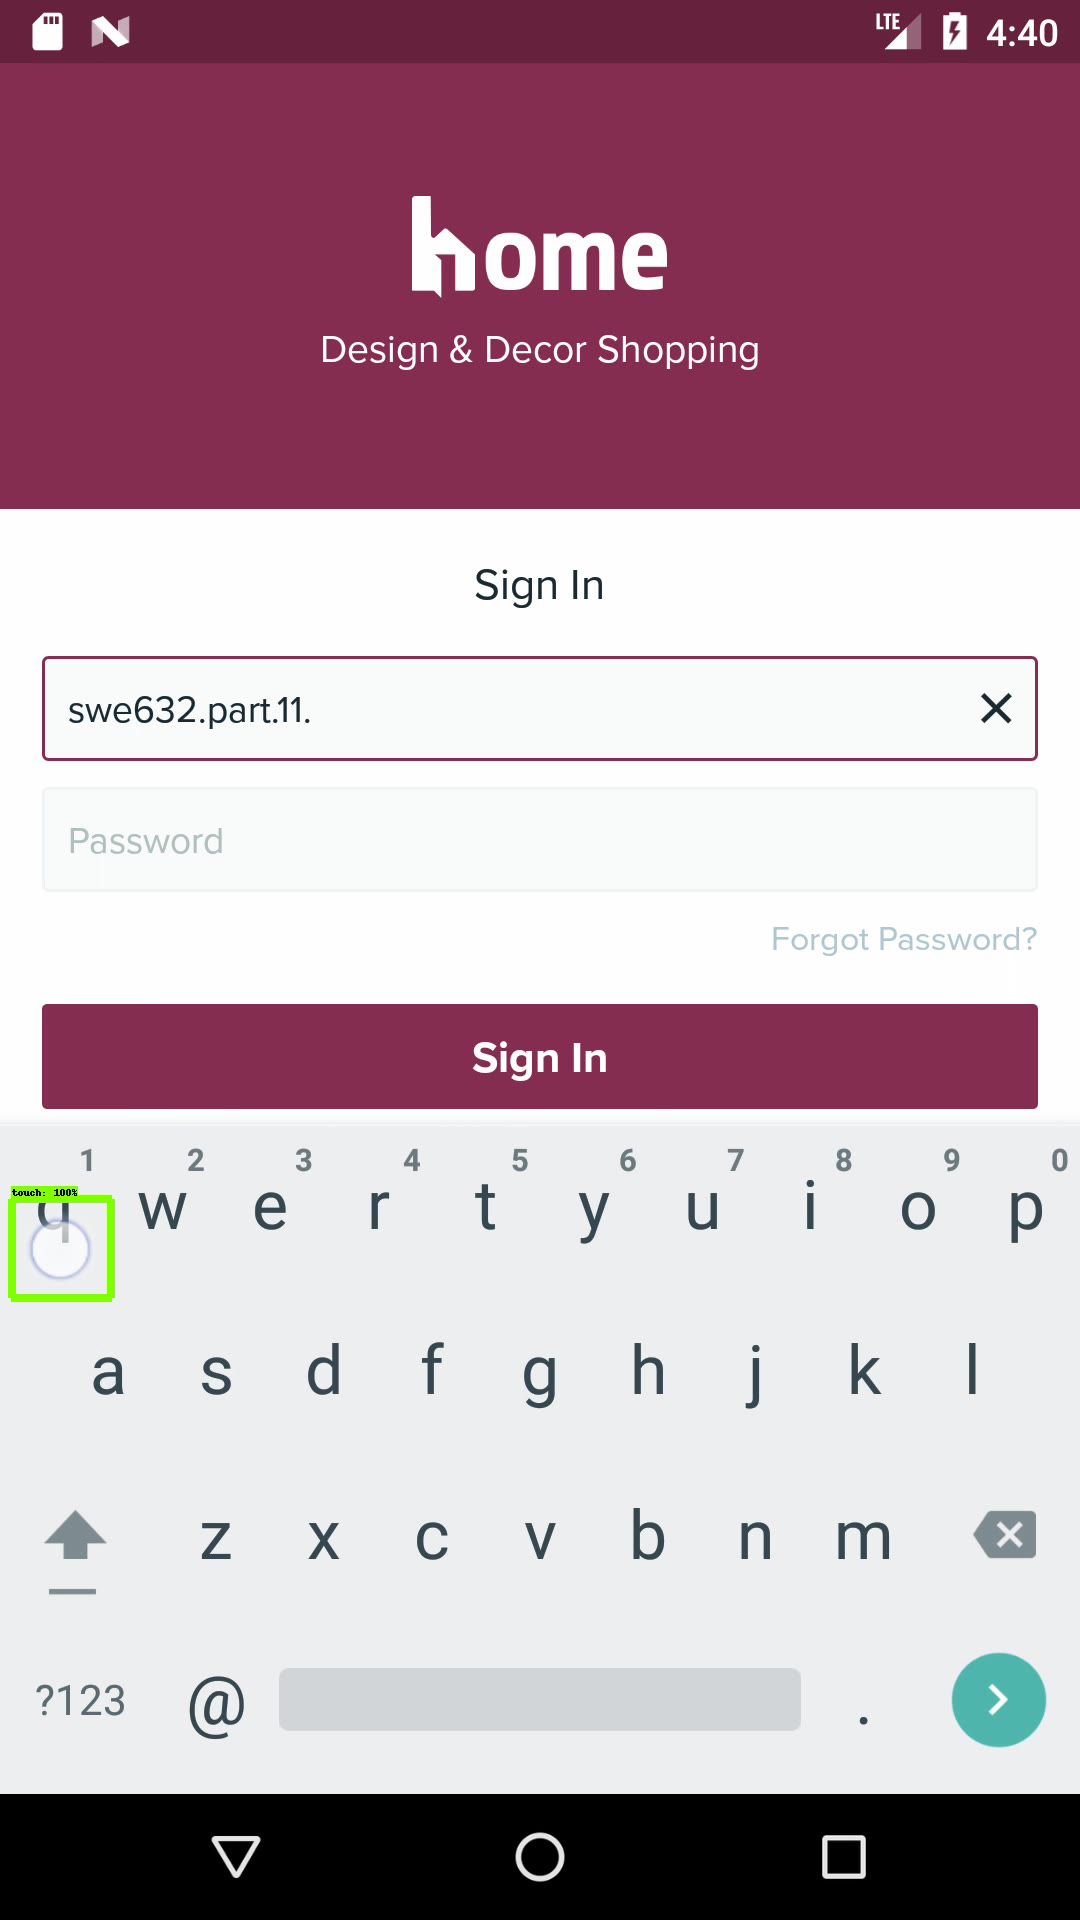 LTE 4:40
home
Design & Decor Shopping
Sign In
swe632.part.11.
Password
Forgot Password?
Sign In
1 2 3 4 5 6 7 8 9 0
touch: 100%
q w e r t y u i o p
a s d f g h j k l
z x c v b n m
?123 @ .